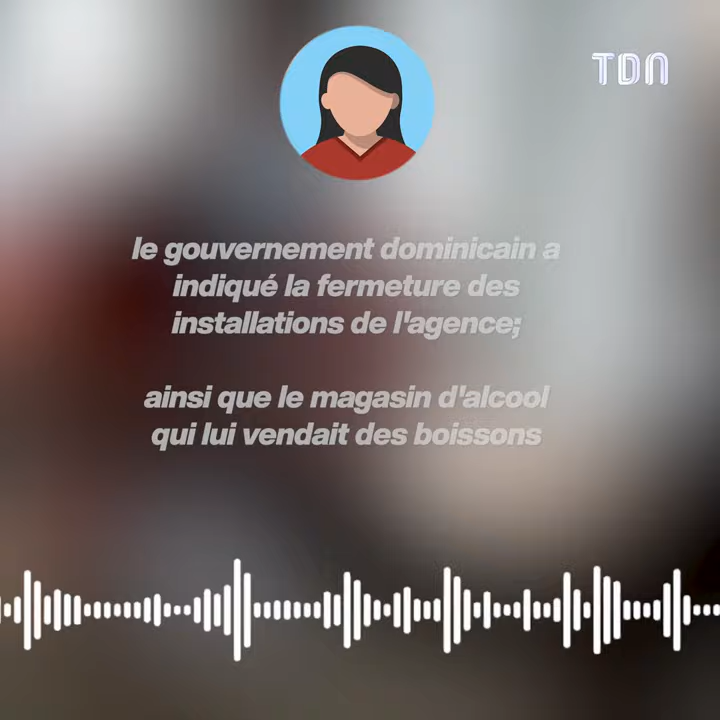 TDN
le gouvernement dominicain a
indiqué la fermeture des
installations de l'agence;
ainsi que le magasin d'alcool
qui lui vendait des boissons